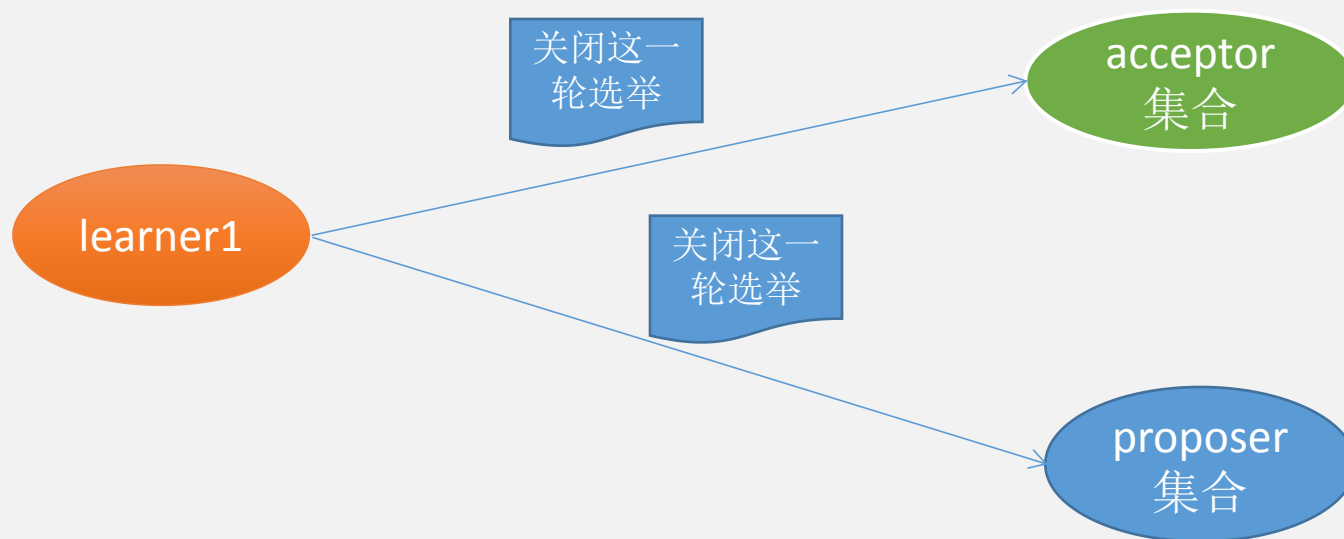 关闭这一
轮选举
acceptor
集合
learner1
关闭这一
轮选举
proposer
集合